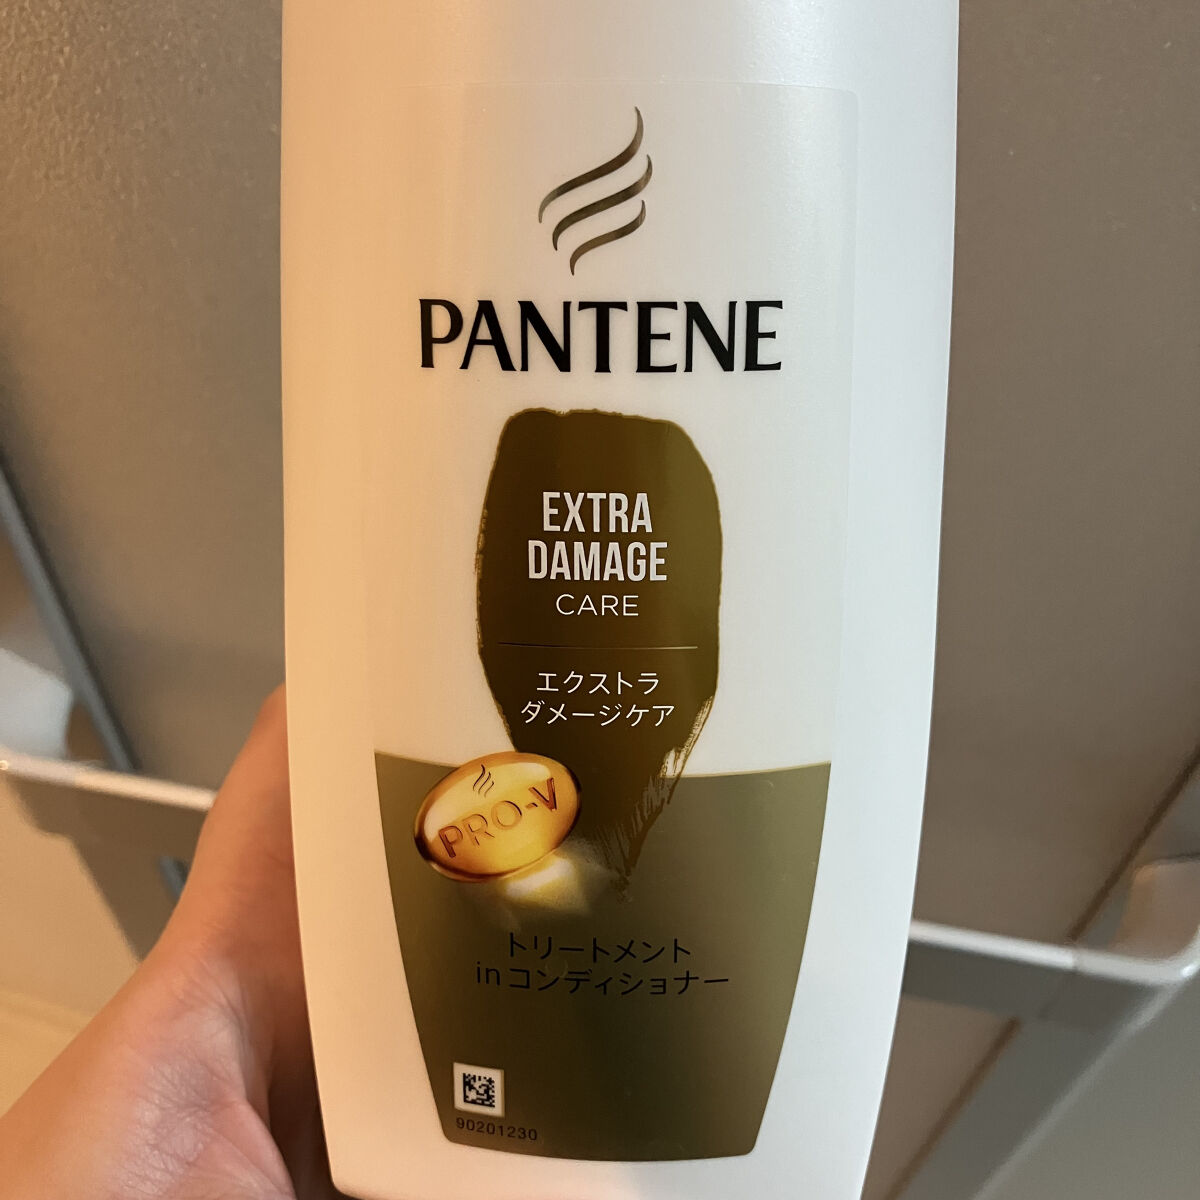 PANTENE
EXTRA
DAMAGE
CARE
エクストラ
ダメージケア
PRO-V
トリートメント
inコンディショナー
90201230